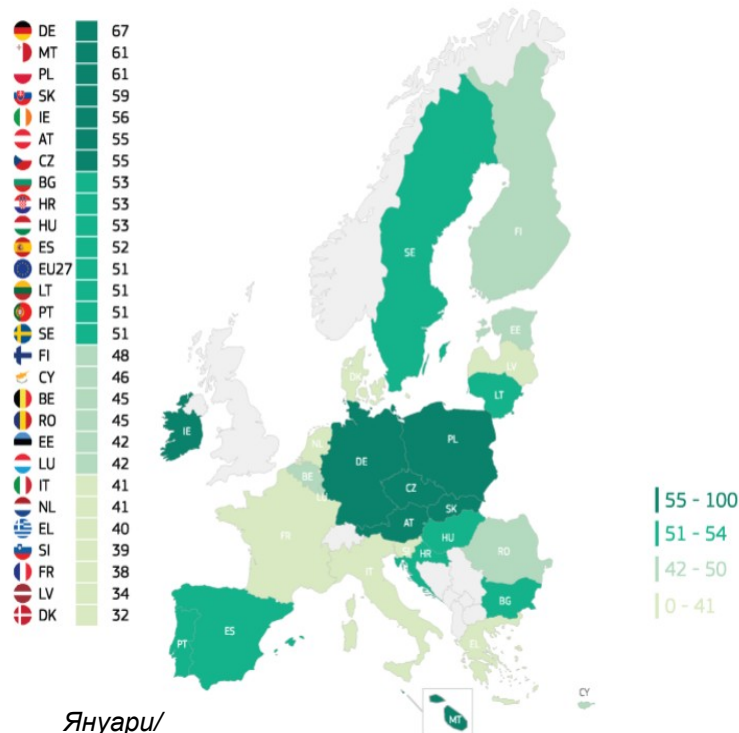 DE 67
MT 61
PL 61
SK 59
IE 56
AT 55
CZ 55
BG 53
HR 53
HU 53
ES 52
EU27 51
LT 51
PT 51
SE 51
FI 48
CY 46
BE 45
RO 45
EE 42
LU 42
IT 41
NL 41
EL 40
SI 39
FR 38
LV 34
DK 32
SE
FI
EE
LV
LT
DK
IE
NL
PL
DE
BE
CZ
LU
SK
AT
HU
FR
SI
HR
RO
IT
BG
PT
ES
EL
CY
MT
55 - 100
51 - 54
42 - 50
0 - 41
Януари/